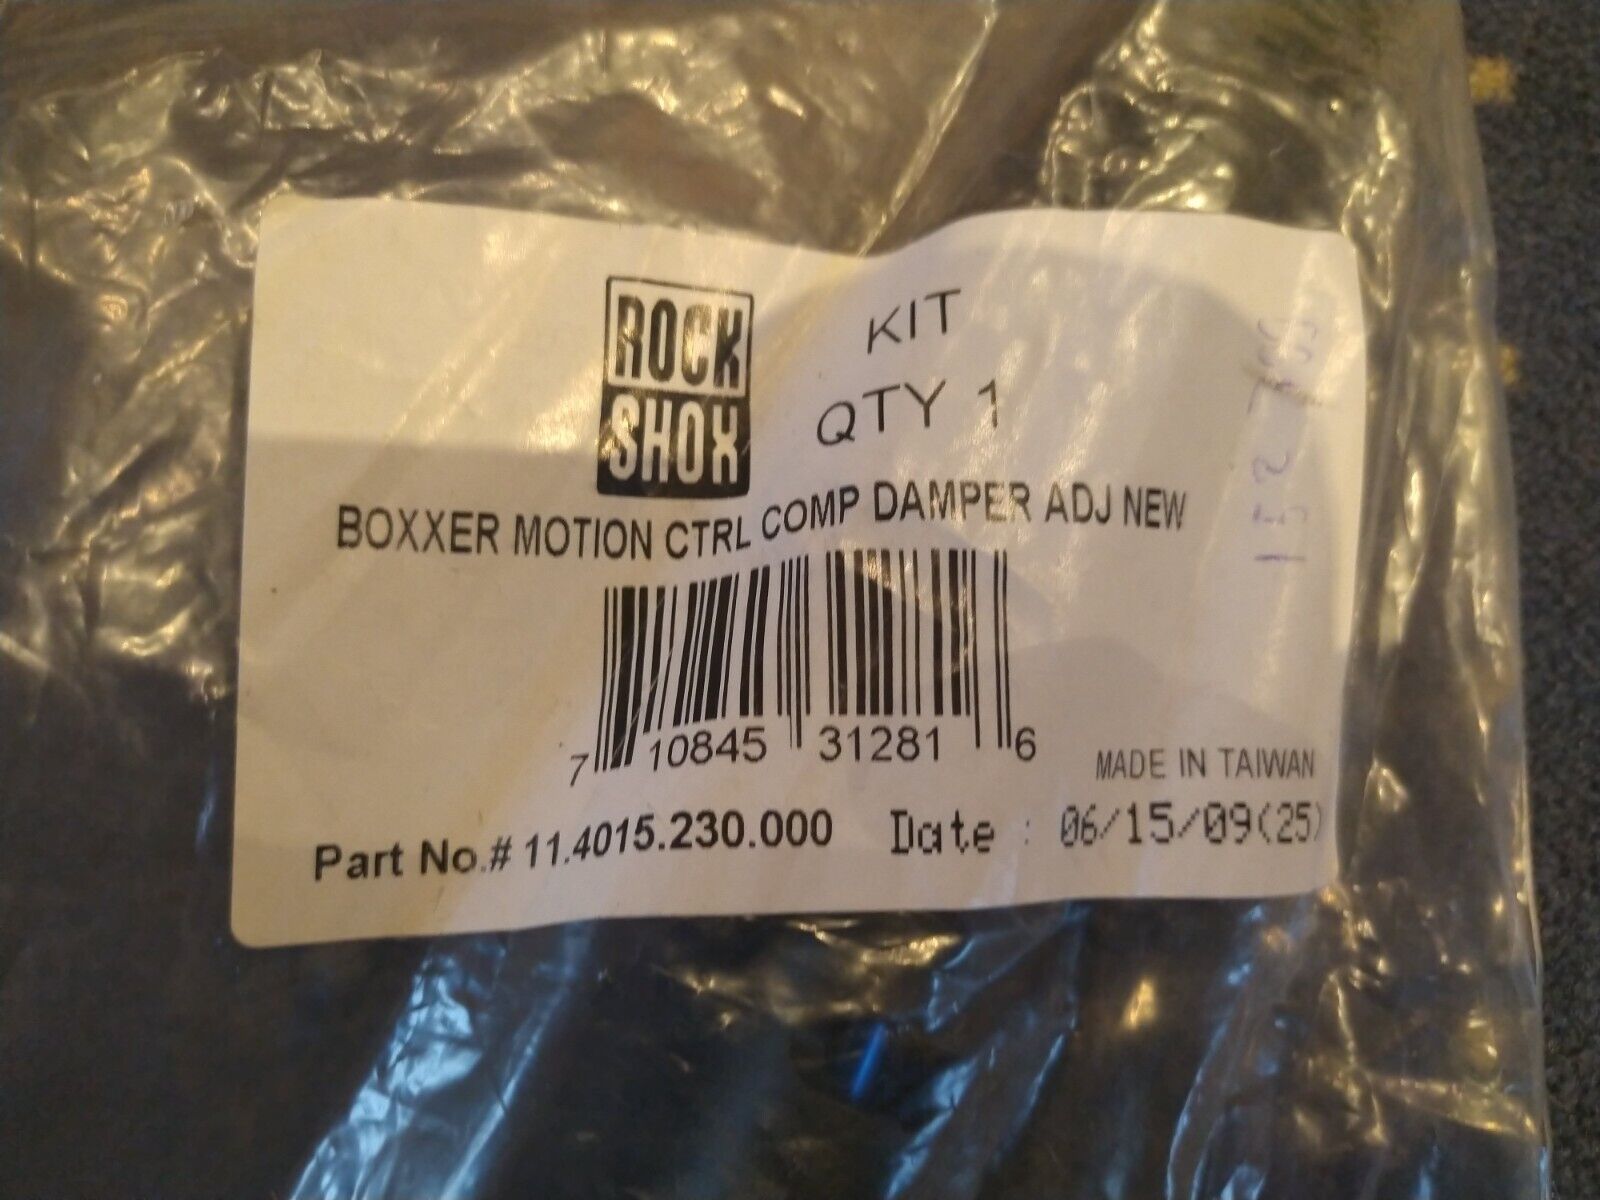 ROCK
SHOX
KIT
QTY 1
BOXXER MOTION CTRL COMP DAMPER ADJ NEW
7 10845 31281 6
MADE IN TAIWAN
Part No.# 11.4015.230.000 Date : 06/15/09(25)